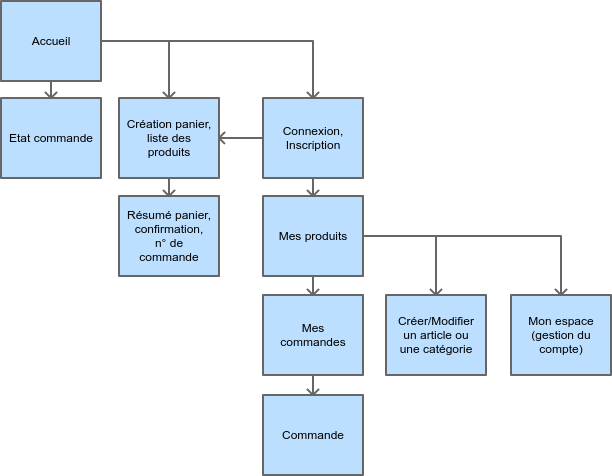 Accueil
Etat commande
Création panier,
liste des
produits
Connexion,
Inscription
Résumé panier,
confirmation,
n° de
commande
Mes produits
Mes
commandes
Créer/Modifier
un article ou
une catégorie
Mon espace
(gestion du
compte)
Commande